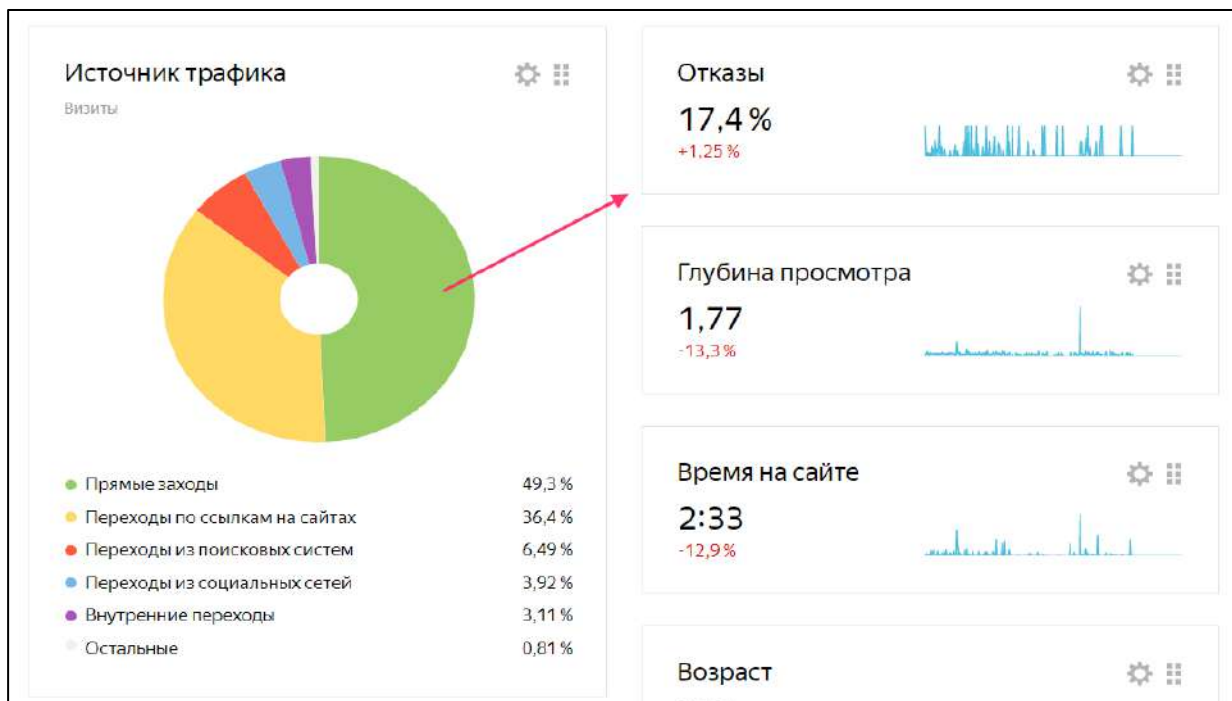 Источник трафика
Визиты
Прямые заходы 49,3 %
Переходы по ссылкам на сайтах 36,4 %
Переходы из поисковых систем 6,49 %
Переходы из социальных сетей 3,92 %
Внутренние переходы 3,11 %
Остальные 0,81 %
Отказы
17,4 %
+1,25 %
Глубина просмотра
1,77
-13,3 %
Время на сайте
2:33
-12,9 %
Возраст